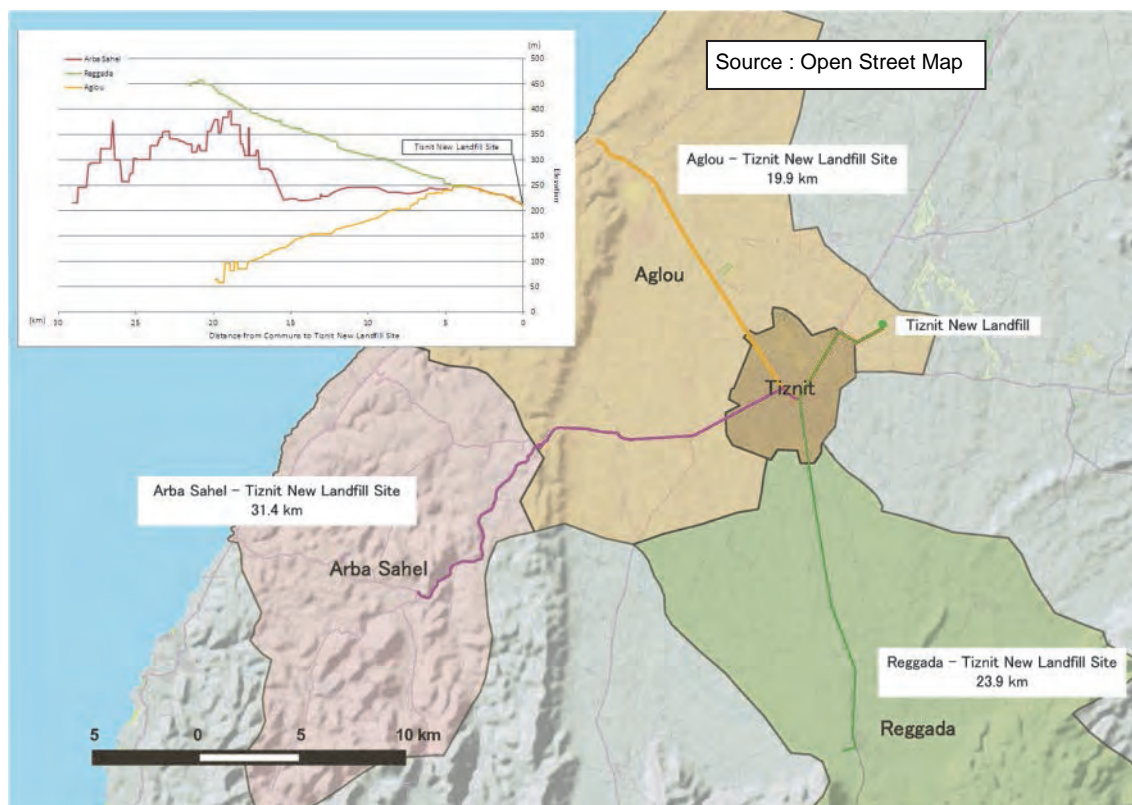 (m)
Arba Sahel
Reggada
Aglou
500
450
400
350
300
250
200
150
100
50
0
Elevation
Tiznit New Landfill Site
(km)
30
25
20
15
10
5
0
Distance from Commune to Tiznit New Landfill Site
Source : Open Street Map
Aglou – Tiznit New Landfill Site
19.9 km
Aglou
Tiznit New Landfill
Tiznit
Arba Sahel – Tiznit New Landfill Site
31.4 km
Arba Sahel
Reggada – Tiznit New Landfill Site
23.9 km
Reggada
5
0
5
10 km